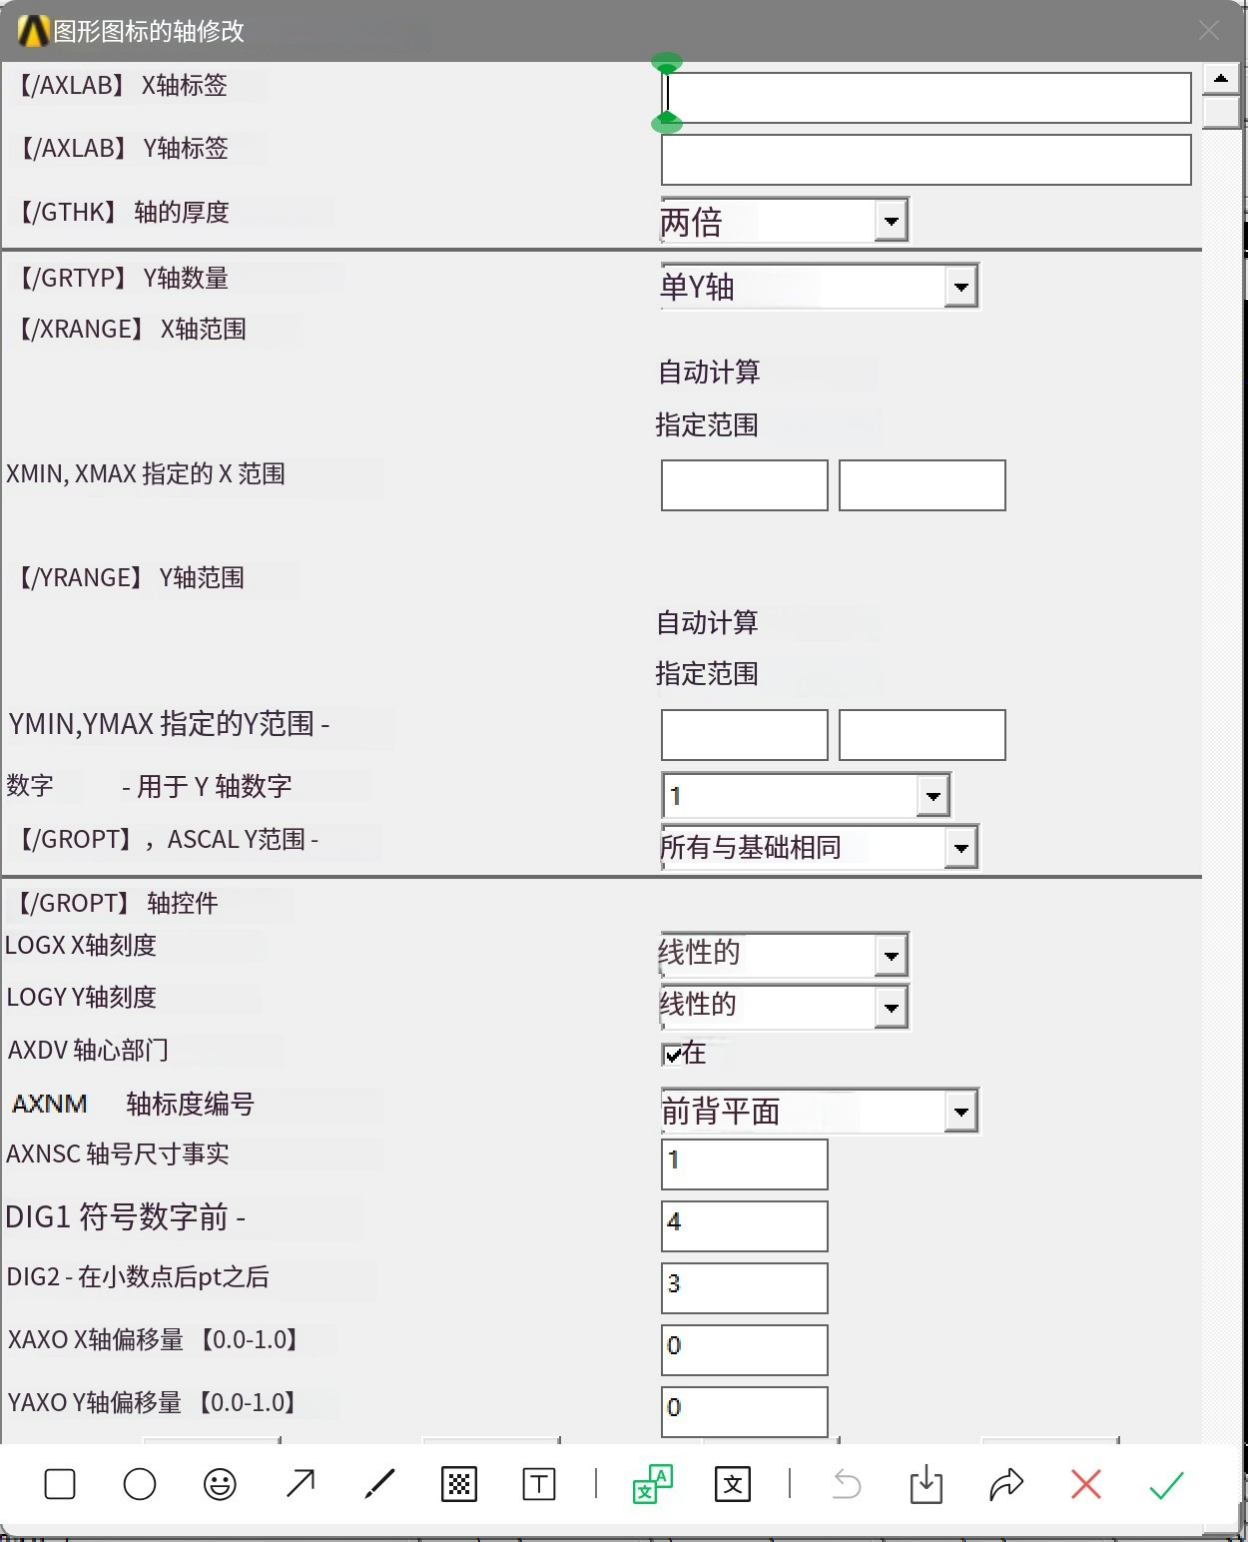 图形图标的轴修改
【/AXLAB】 X轴标签
【/AXLAB】 Y轴标签
【/GTHK】 轴的厚度 两倍
【/GRTYP】 Y轴数量 单Y轴
【/XRANGE】 X轴范围
自动计算
指定范围
XMIN, XMAX 指定的 X 范围
【/YRANGE】 Y轴范围
自动计算
指定范围
YMIN,YMAX 指定的Y范围 -
数字 - 用于 Y 轴数字 1
【/GROPT】，ASCAL Y范围 - 所有与基础相同
【/GROPT】 轴控件
LOGX X轴刻度 线性的
LOGY Y轴刻度 线性的
AXDV 轴心部门 在
AXNM 轴标度编号 前背平面
AXNSC 轴号尺寸事实 1
DIG1 符号数字前 - 4
DIG2 - 在小数点后pt之后 3
XAXO X轴偏移量 【0.0-1.0】 0
YAXO Y轴偏移量 【0.0-1.0】 0
T 文 A 文